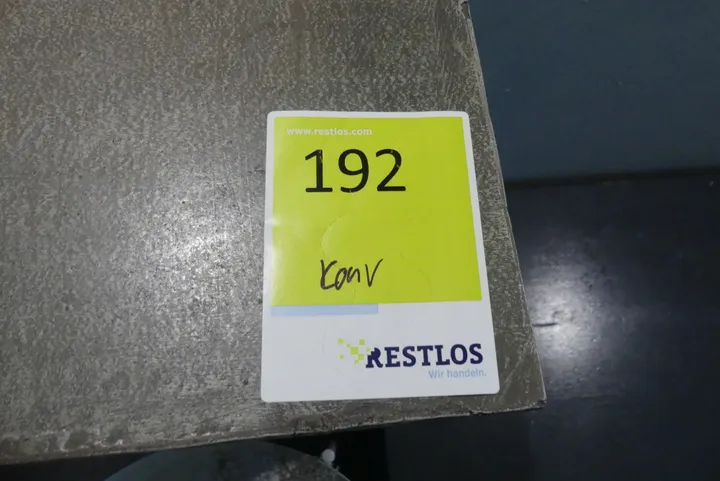 www.restlos.com
192
Konv
RESTLOS
Wir handeln.